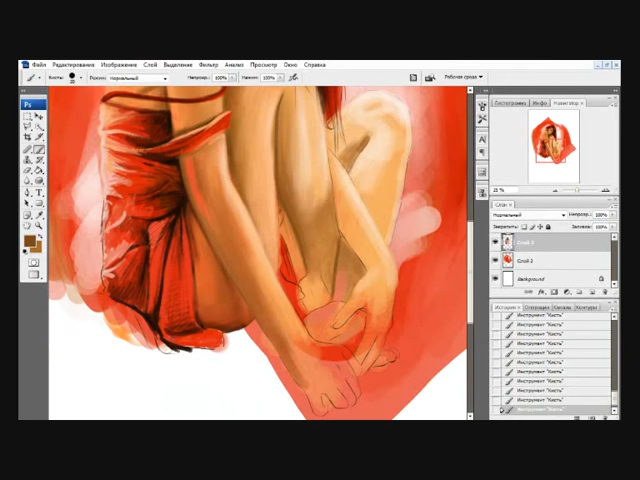 Файл Редактирование Изображение Слой Выделение Фильтр Анализ Просмотр Окно Справка
Кисть: Режим: Нормальный Непрозр.: 100% Нажим: 100% Рабочая среда
Ps
Гистограмма Инфо Навигатор
25 %
Слои
Нормальный Непрозр.: 100%
Закрепить: Заливка: 100%
Слой 3
Слой 2
Background
История Операции Каналы Контуры
Инструмент "Кисть"
Инструмент "Кисть"
Инструмент "Кисть"
Инструмент "Кисть"
Инструмент "Кисть"
Инструмент "Кисть"
Инструмент "Кисть"
Инструмент "Кисть"
Инструмент "Кисть"
Инструмент "Кисть"
Инструмент "Кисть"